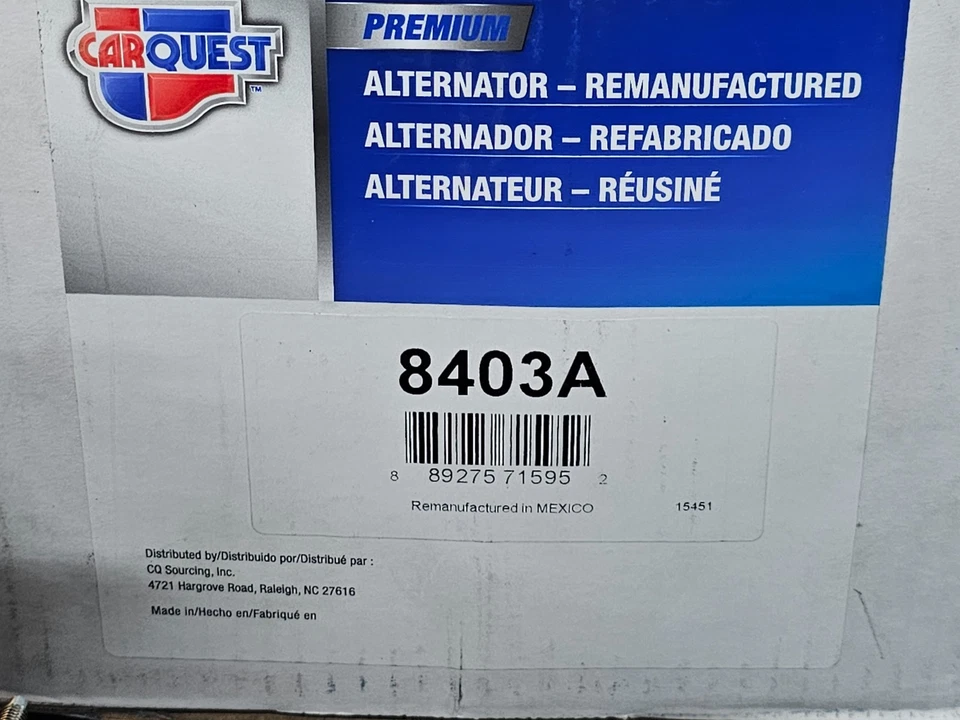 CARQUEST
™
PREMIUM
ALTERNATOR – REMANUFACTURED
ALTERNADOR – REFABRICADO
ALTERNATEUR – RÉUSINÉ
8403A
8 89275 71595 2
Remanufactured in MEXICO 15451
Distributed by/Distribuido por/Distribué par :
CQ Sourcing, Inc.
4721 Hargrove Road, Raleigh, NC 27616
Made in/Hecho en/Fabriqué en